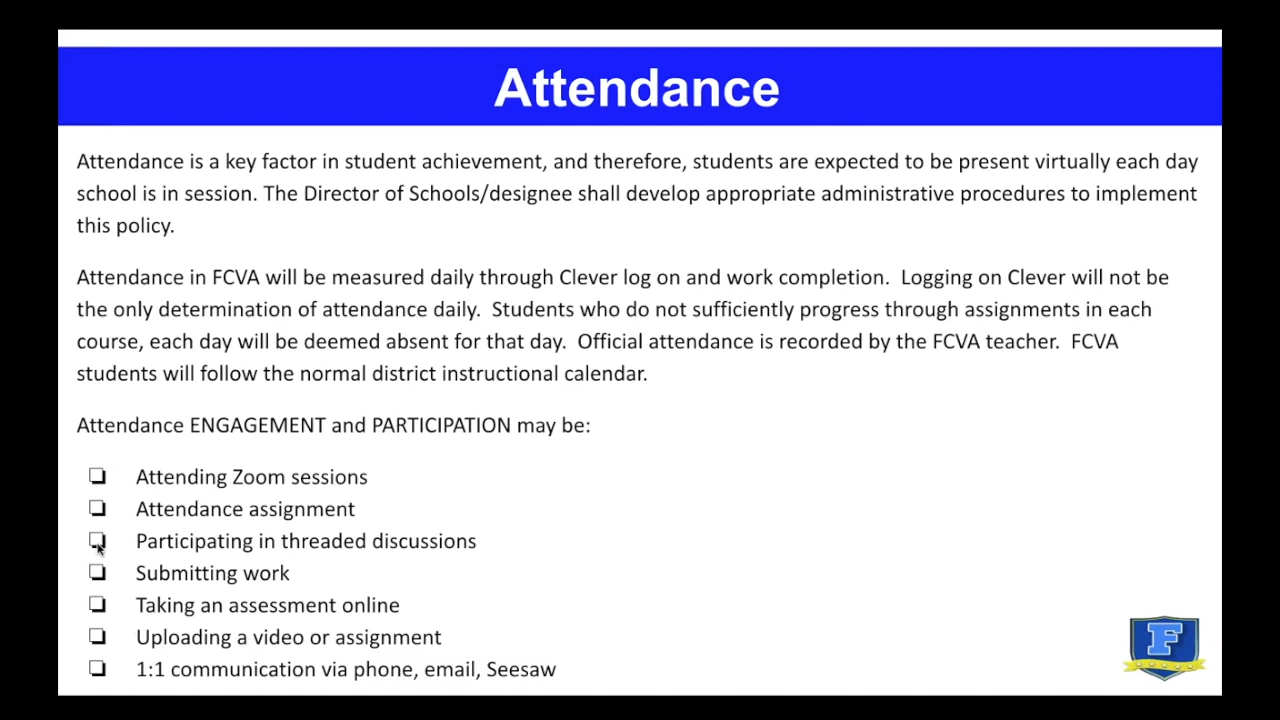 Attendance
Attendance is a key factor in student achievement, and therefore, students are expected to be present virtually each day
school is in session. The Director of Schools/designee shall develop appropriate administrative procedures to implement
this policy.
Attendance in FCVA will be measured daily through Clever log on and work completion.  Logging on Clever will not be
the only determination of attendance daily.  Students who do not sufficiently progress through assignments in each
course, each day will be deemed absent for that day.  Official attendance is recorded by the FCVA teacher.  FCVA
students will follow the normal district instructional calendar.
Attendance ENGAGEMENT and PARTICIPATION may be:
❏ Attending Zoom sessions
❏ Attendance assignment
❏ Participating in threaded discussions
❏ Submitting work
❏ Taking an assessment online
❏ Uploading a video or assignment
❏ 1:1 communication via phone, email, Seesaw
F